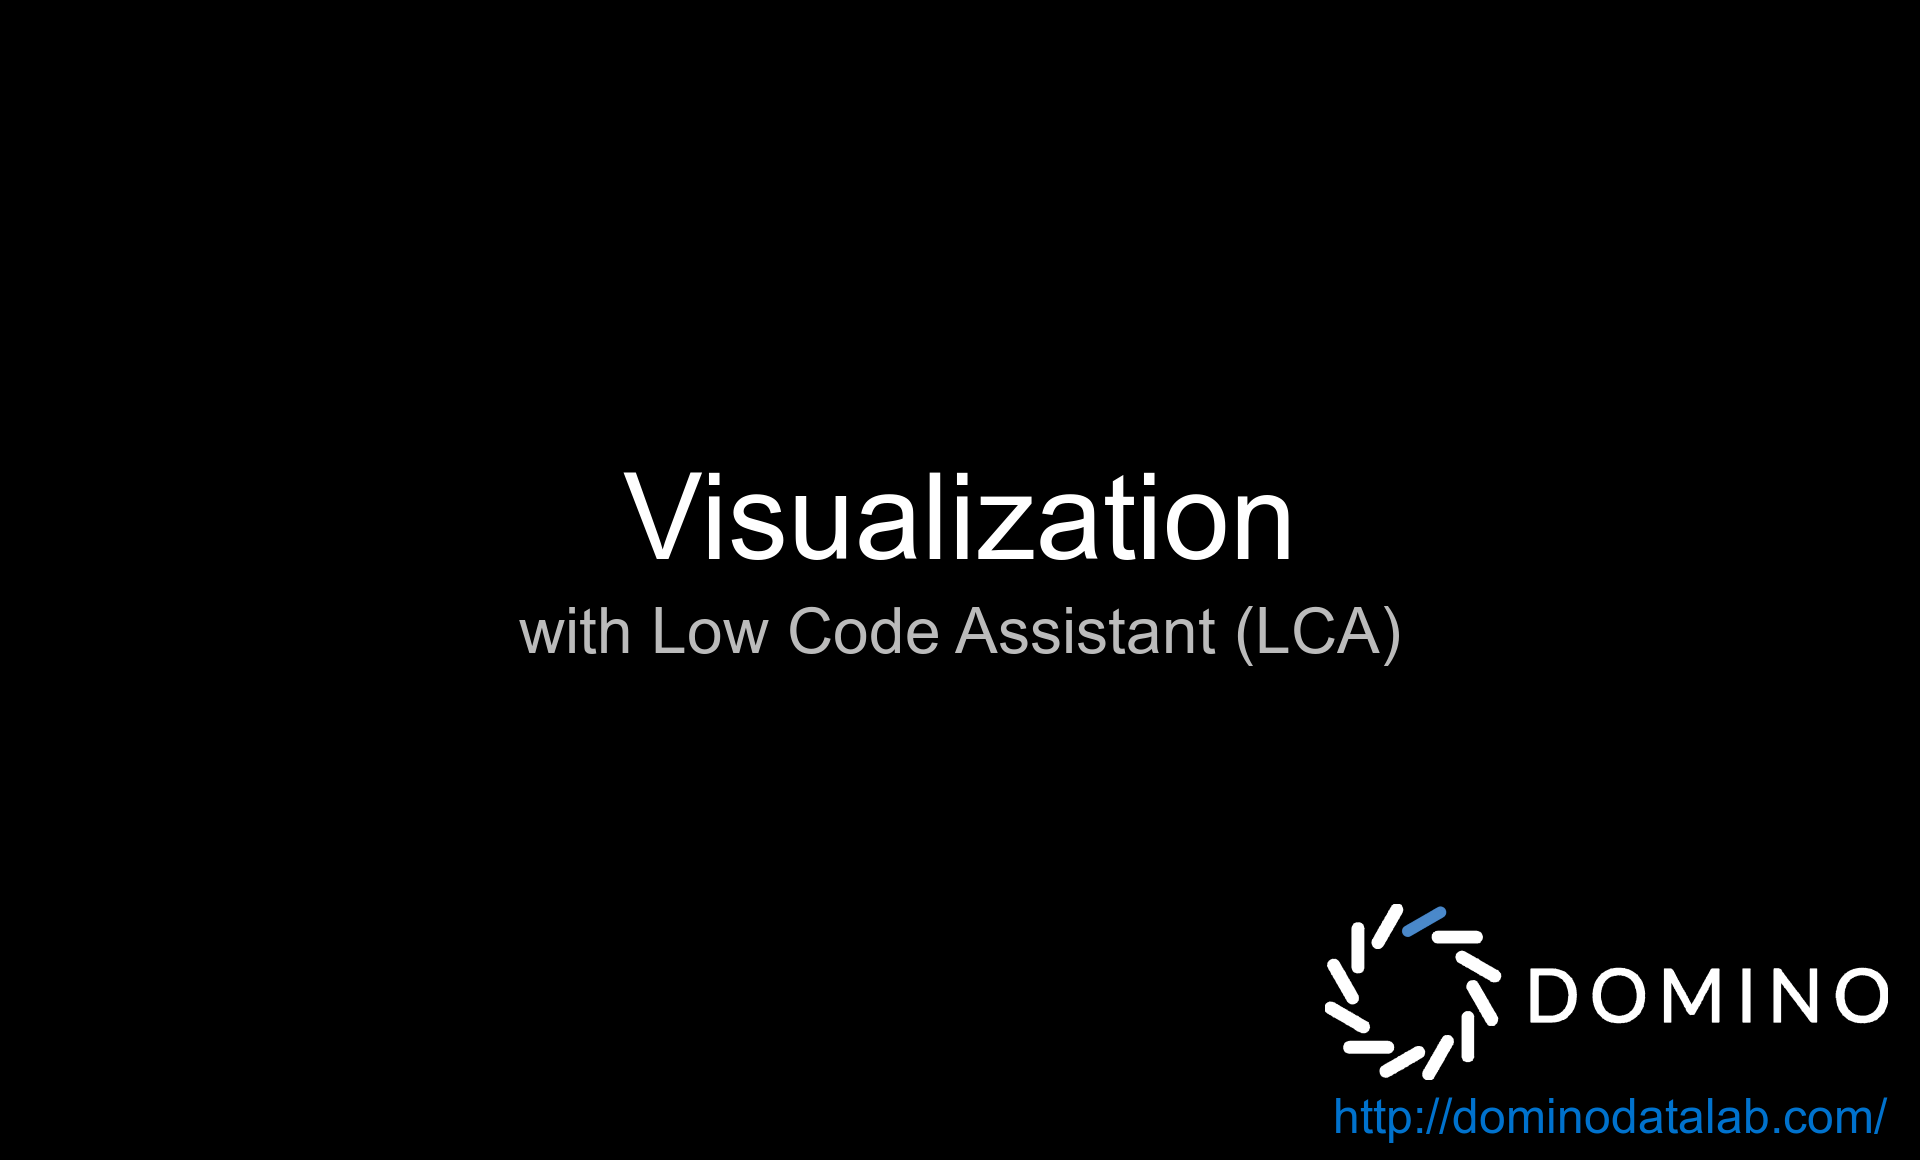 Visualization
with Low Code Assistant (LCA)
DOMINO
http://dominodatalab.com/